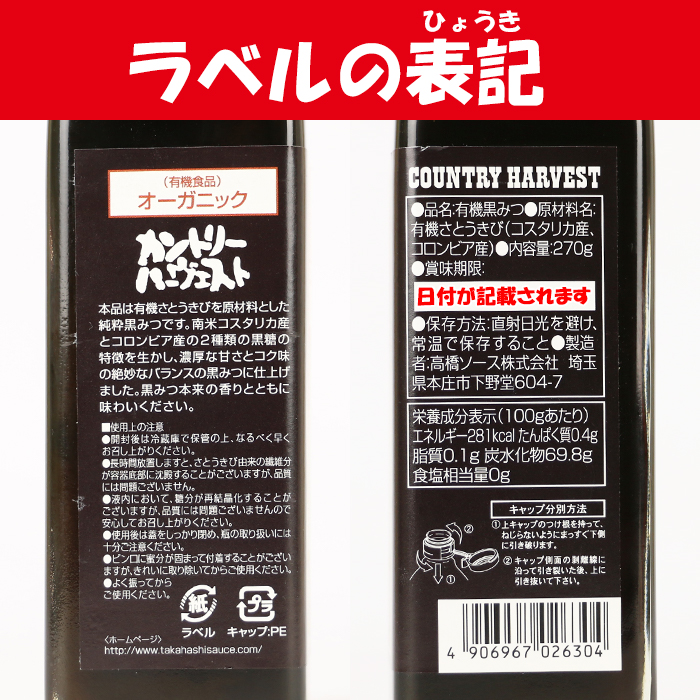 ひょうき
ラベルの表記
(有機食品)
オーガニック
カントリー
ハーヴェスト
本品は有機さとうきびを原材料とした
純粋黒みつです。南米コスタリカ産
とコロンビア産の2種類の黒糖の
特徴を生かし、濃厚な甘さとコク味
の絶妙なバランスの黒みつに仕上げ
ました。黒みつ本来の香りとともに
味わいください。
■使用上の注意
●開封後は冷蔵庫で保管の上、なるべく早く
お召し上がりください。
●長時間放置しますと、さとうきび由来の繊維分
が容器底部に沈殿することがございますが、品質
には問題ございません。
●液内において、糖分が再結晶化することが
ございますが、品質には問題ございませんので
安心してお召し上がりください。
●使用後は蓋をしっかり閉め、瓶の取り扱いには
十分ご注意ください。
●ビン口に蜜分が固まって付着することがござい
ますが、きれいに取り除いてからご使用ください。
●よく振ってから
ご使用ください。
紙
ラベル
プラ
キャップ:PE
〈ホームページ〉
http://www.takahashisauce.com/
COUNTRY HARVEST
●品名:有機黒みつ●原材料名:
有機さとうきび(コスタリカ産、
コロンビア産)●内容量:270g
●賞味期限:
日付が記載されます
●保存方法:直射日光を避け、
常温で保存すること●製造
者:高橋ソース株式会社 埼玉
県本庄市下野堂604-7
栄養成分表示(100gあたり)
エネルギー281kcalたんぱく質0.4g
脂質0.1g 炭水化物69.8g
食塩相当量0g
キャップ分別方法
①上キャップのつけ根を持って、
ねじらないようにまっすぐ下側
に引き破ります。
②キャップ側面の剥離線に
沿って引き裂いた後、上に
引き抜いて下さい。
②
①
4 906967 026304